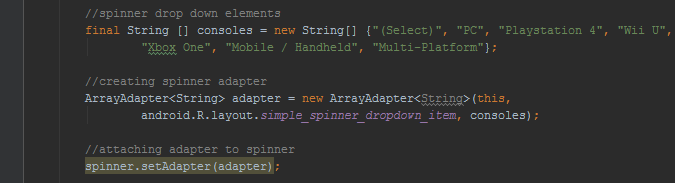 //spinner drop down elements
final String [] consoles = new String[] {"(Select)", "PC", "Playstation 4", "Wii U",
"Xbox One", "Mobile / Handheld", "Multi-Platform"};
//creating spinner adapter
ArrayAdapter<String> adapter = new ArrayAdapter<String>(this,
android.R.layout.simple_spinner_dropdown_item, consoles);
//attaching adapter to spinner
spinner.setAdapter(adapter);